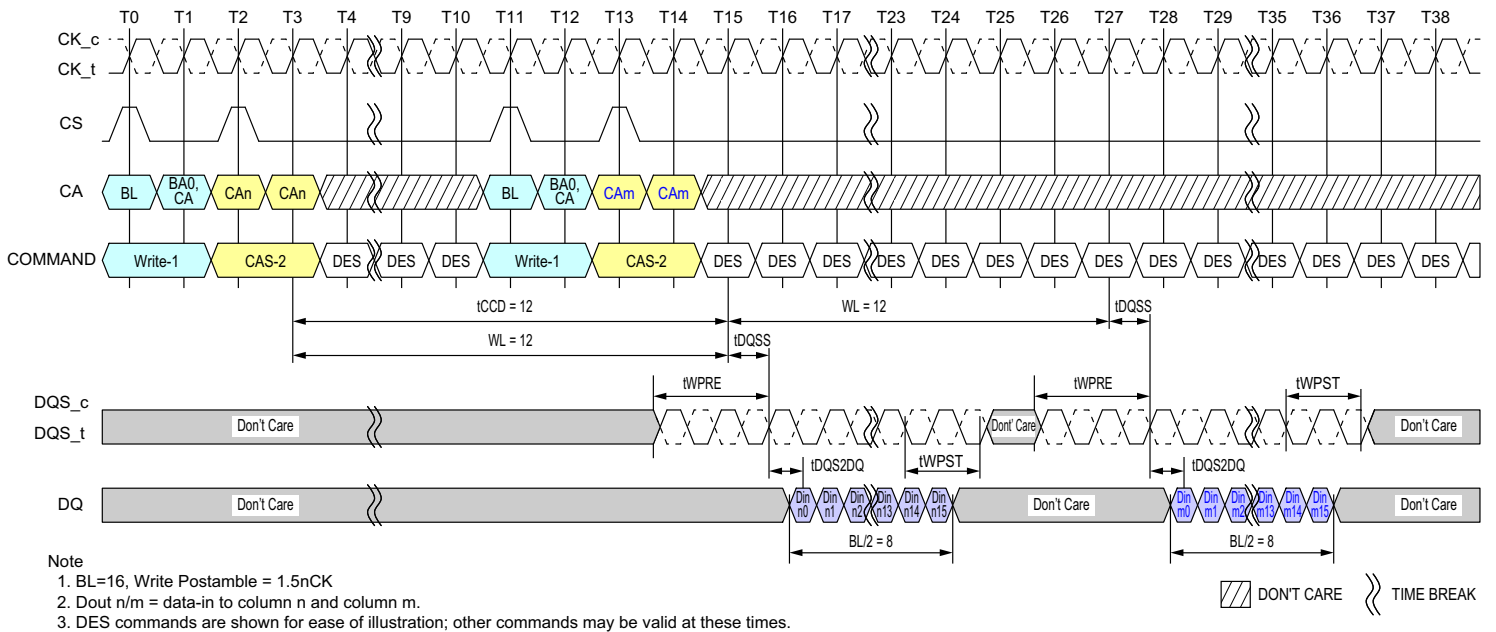 T0 T1 T2 T3 T4 T9 T10 T11 T12 T13 T14 T15 T16 T17 T23 T24 T25 T26 T27 T28 T29 T35 T36 T37 T38
CK_c
CK_t
CS
CA BL BA0, CA CAn CAn BL BA0, CA CAm CAm
COMMAND Write-1 CAS-2 DES DES DES Write-1 CAS-2 DES DES DES DES DES DES DES DES DES DES DES DES DES DES
tCCD = 12 WL = 12 tDQSS
WL = 12 tDQSS
tWPRE tWPRE tWPST
DQS_c
DQS_t Don't Care Dont' Care Don't Care
tDQS2DQ tWPST tDQS2DQ
DQ Don't Care Din n0 Din n1 Din n2 Din n13 Din n14 Din n15 Don't Care Din m0 Din m1 Din m2 Din m13 Din m14 Din m15 Don't Care
BL/2 = 8 BL/2 = 8
Note
1. BL=16, Write Postamble = 1.5nCK
2. Dout n/m = data-in to column n and column m.
3. DES commands are shown for ease of illustration; other commands may be valid at these times.
DON'T CARE TIME BREAK